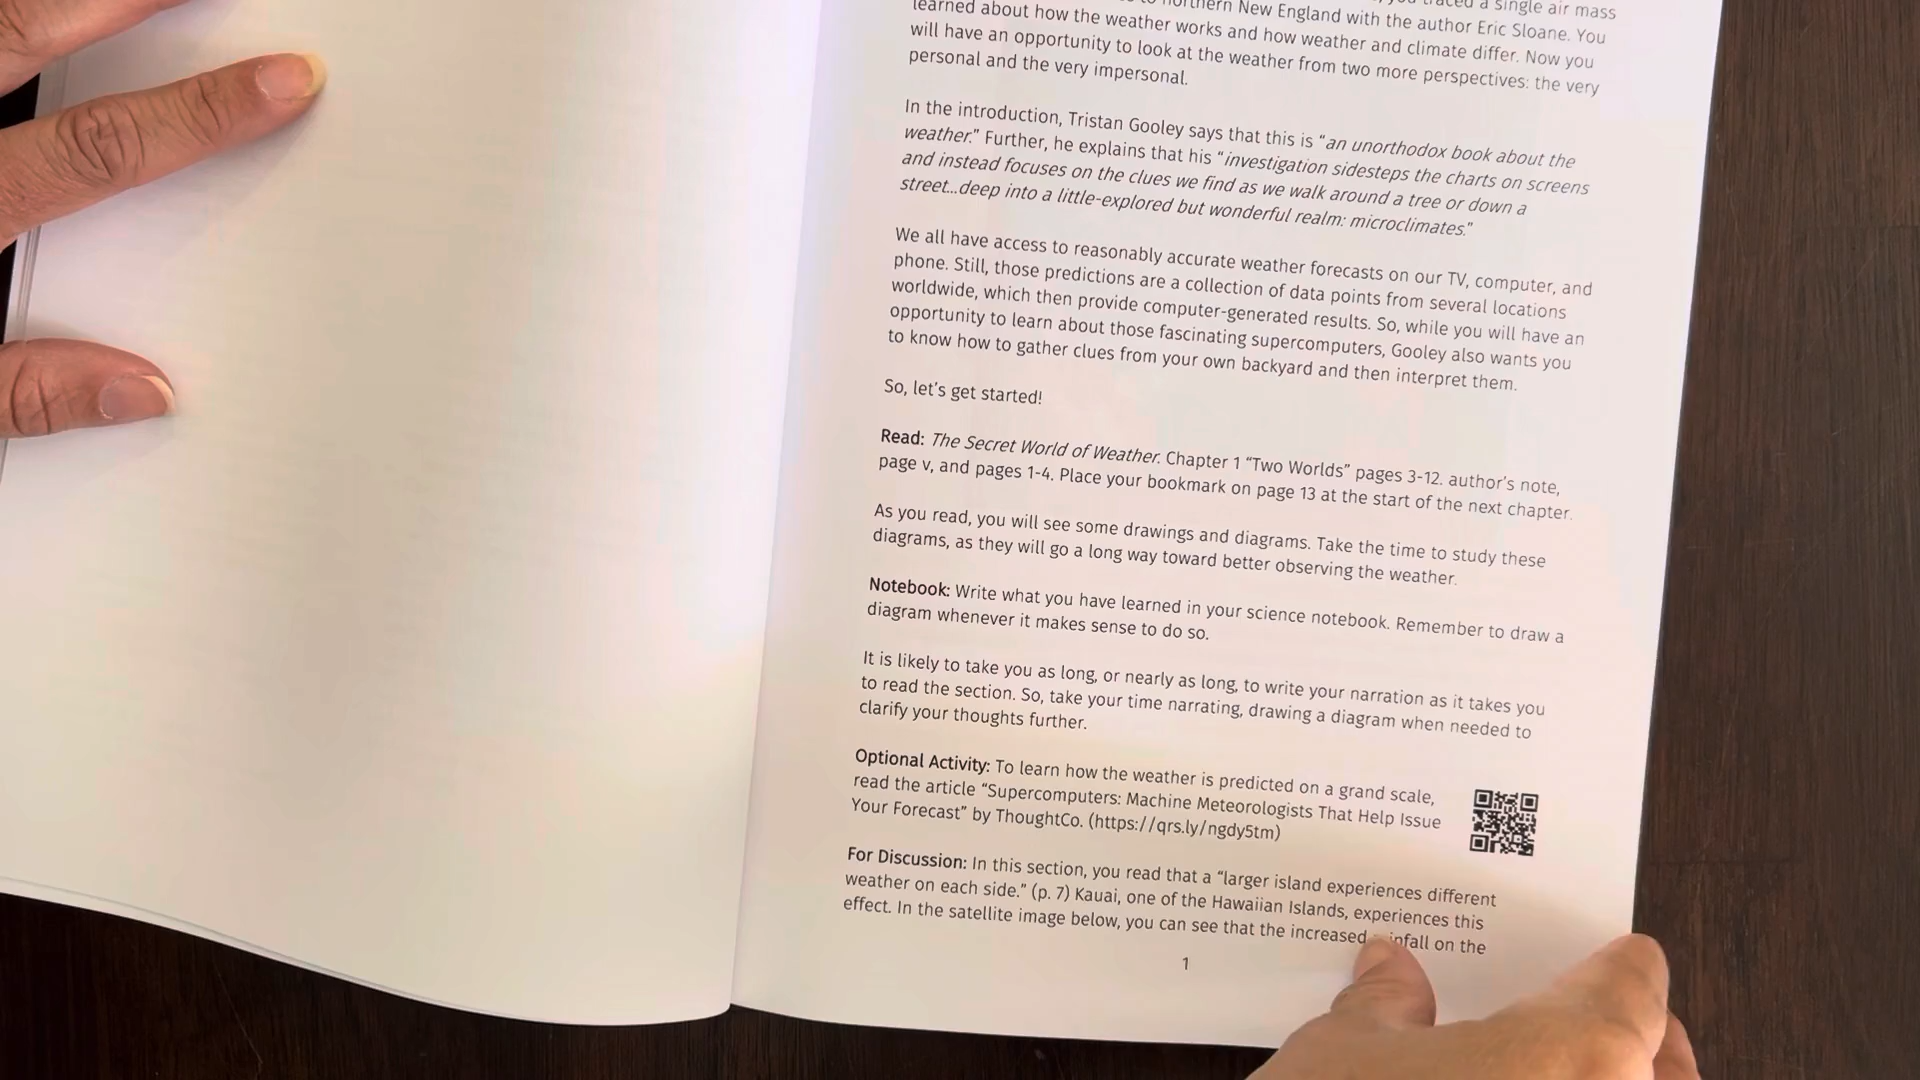 traced a single air mass
northern New England with the author Eric Sloane. You
learned about how the weather works and how weather and climate differ. Now you
will have an opportunity to look at the weather from two more perspectives: the very
personal and the very impersonal.
In the introduction, Tristan Gooley says that this is “an unorthodox book about the
weather.” Further, he explains that his “investigation sidesteps the charts on screens
and instead focuses on the clues we find as we walk around a tree or down a
street...deep into a little-explored but wonderful realm: microclimates.”
We all have access to reasonably accurate weather forecasts on our TV, computer, and
phone. Still, those predictions are a collection of data points from several locations
worldwide, which then provide computer-generated results. So, while you will have an
opportunity to learn about those fascinating supercomputers, Gooley also wants you
to know how to gather clues from your own backyard and then interpret them.
So, let’s get started!
Read: The Secret World of Weather. Chapter 1 “Two Worlds” pages 3-12. author’s note,
page v, and pages 1-4. Place your bookmark on page 13 at the start of the next chapter.
As you read, you will see some drawings and diagrams. Take the time to study these
diagrams, as they will go a long way toward better observing the weather.
Notebook: Write what you have learned in your science notebook. Remember to draw a
diagram whenever it makes sense to do so.
It is likely to take you as long, or nearly as long, to write your narration as it takes you
to read the section. So, take your time narrating, drawing a diagram when needed to
clarify your thoughts further.
Optional Activity: To learn how the weather is predicted on a grand scale,
read the article “Supercomputers: Machine Meteorologists That Help Issue
Your Forecast” by ThoughtCo. (https://qrs.ly/ngdy5tm)
For Discussion: In this section, you read that a “larger island experiences different
weather on each side.” (p. 7) Kauai, one of the Hawaiian Islands, experiences this
effect. In the satellite image below, you can see that the increased rainfall on the
1